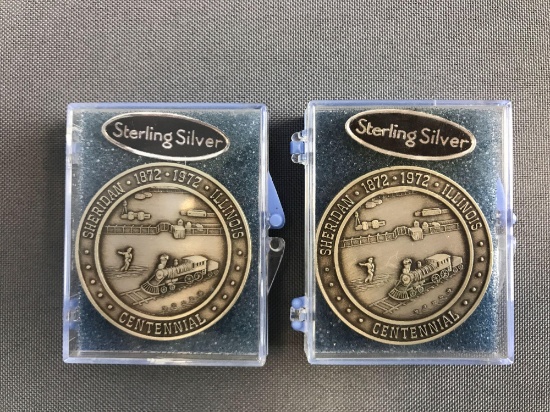 Sterling Silver
SHERIDAN · 1872 · 1972 · ILLINOIS
CENTENNIAL
Sterling Silver
SHERIDAN · 1872 · 1972 · ILLINOIS
CENTENNIAL